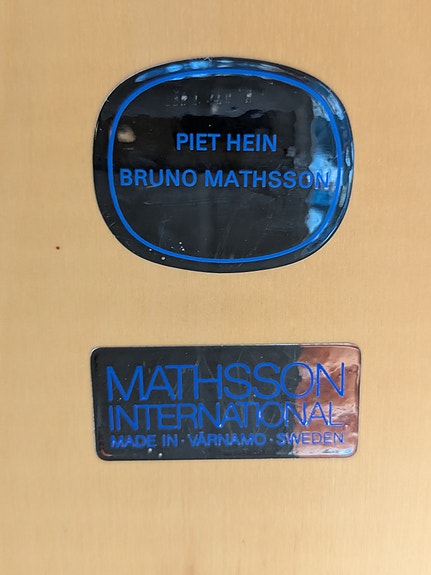 PIET HEIN
BRUNO MATHSSON
MATHSSON
INTERNATIONAL
MADE IN · VÄRNAMO · SWEDEN